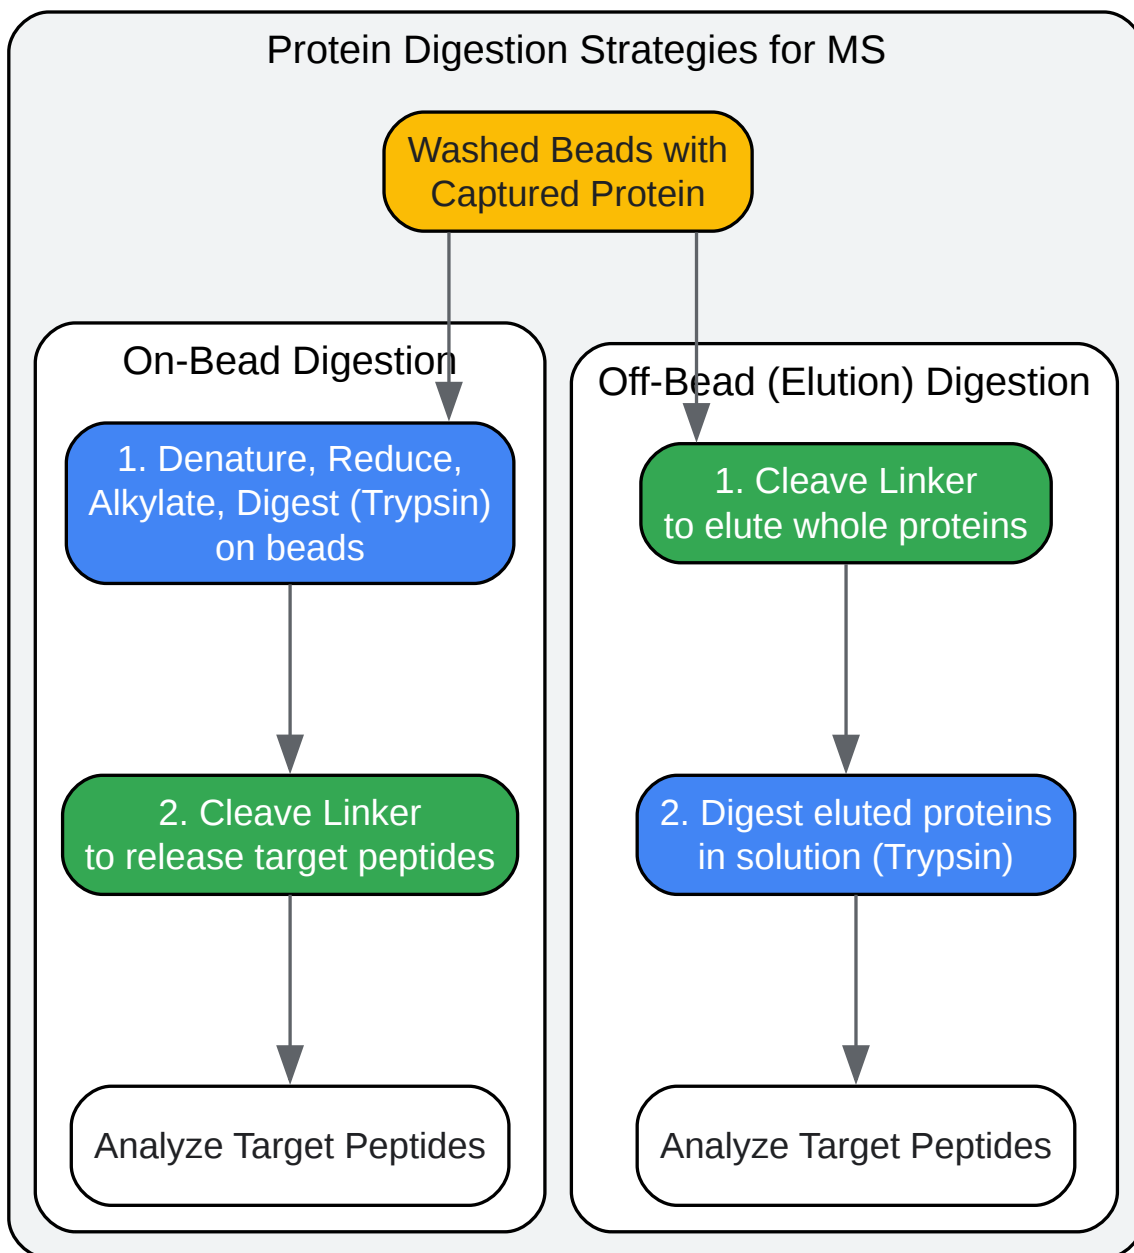 Protein Digestion Strategies for MS
Washed Beads with
Captured Protein
On-Bead Digestion
1. Denature, Reduce,
Alkylate, Digest (Trypsin)
on beads
2. Cleave Linker
to release target peptides
Analyze Target Peptides
Off-Bead (Elution) Digestion
1. Cleave Linker
to elute whole proteins
2. Digest eluted proteins
in solution (Trypsin)
Analyze Target Peptides